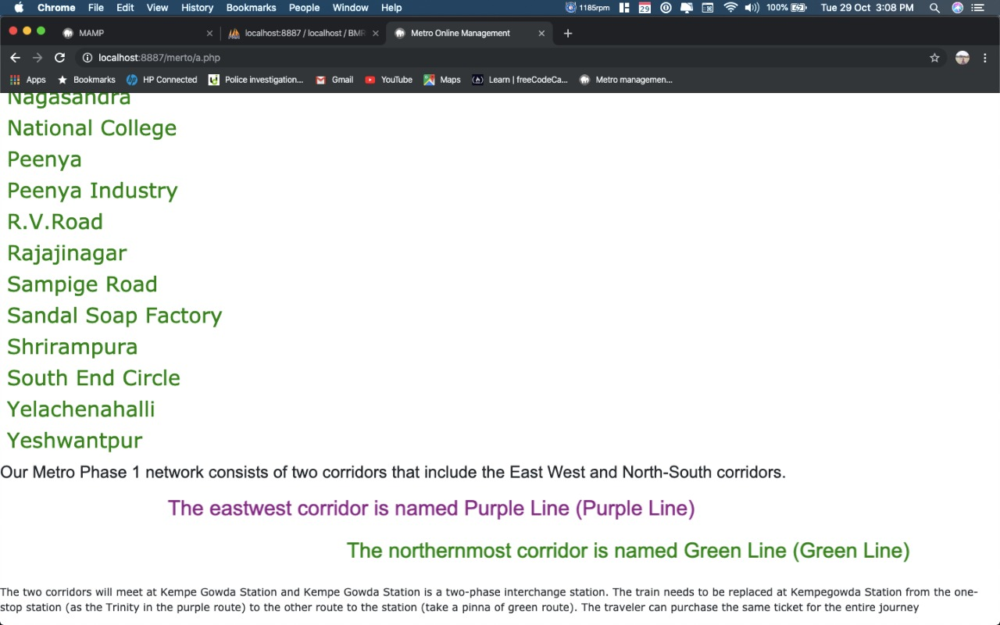 Chrome File Edit View History Bookmarks People Window Help 1185rpm 29 100% Tue 29 Oct 3:08 PM
MAMP localhost:8887 / localhost / BMR Metro Online Management
localhost:8887/merto/a.php
Apps Bookmarks HP Connected Police investigation... Gmail YouTube Maps Learn | freeCodeCa... Metro managemen...
Nagasandra
National College
Peenya
Peenya Industry
R.V.Road
Rajajinagar
Sampige Road
Sandal Soap Factory
Shrirampura
South End Circle
Yelachenahalli
Yeshwantpur
Our Metro Phase 1 network consists of two corridors that include the East West and North-South corridors.
The eastwest corridor is named Purple Line (Purple Line)
The northernmost corridor is named Green Line (Green Line)
The two corridors will meet at Kempe Gowda Station and Kempe Gowda Station is a two-phase interchange station. The train needs to be replaced at Kempegowda Station from the one-
stop station (as the Trinity in the purple route) to the other route to the station (take a pinna of green route). The traveler can purchase the same ticket for the entire journey